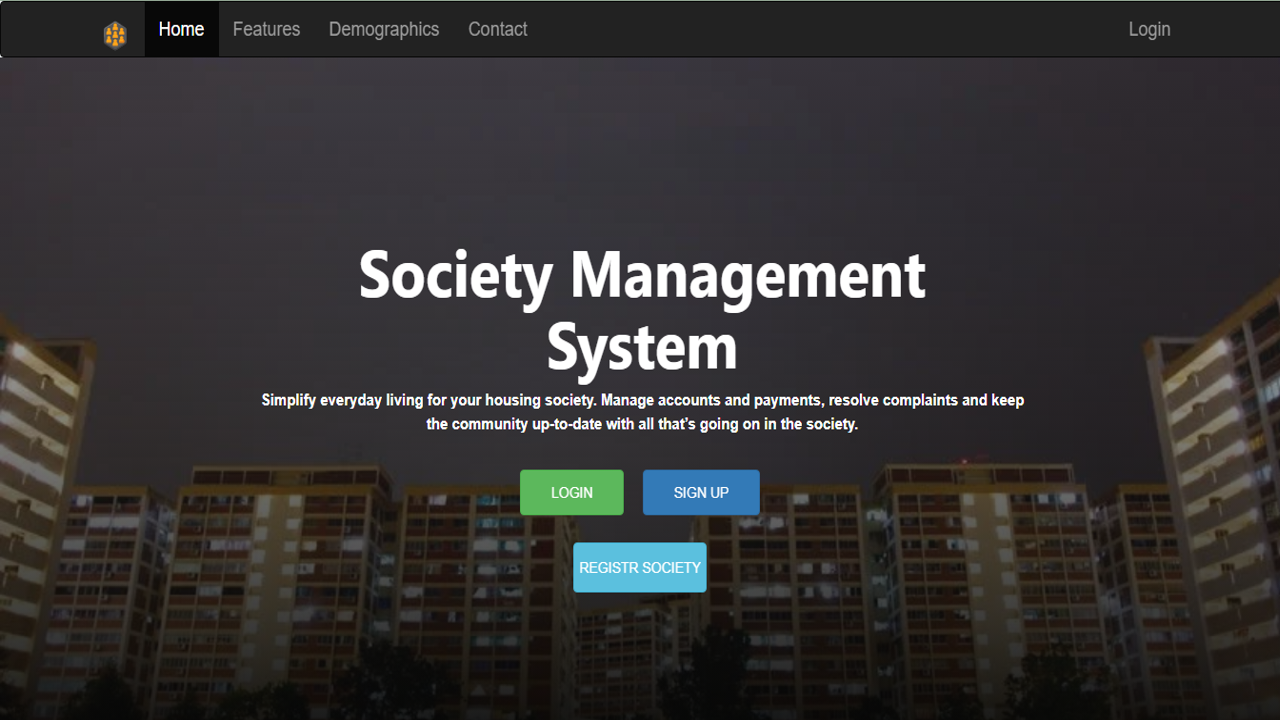 Home Features Demographics Contact Login
Society Management
System
Simplify everyday living for your housing society. Manage accounts and payments, resolve complaints and keep
the community up-to-date with all that's going on in the society.
LOGIN SIGN UP
REGISTR SOCIETY